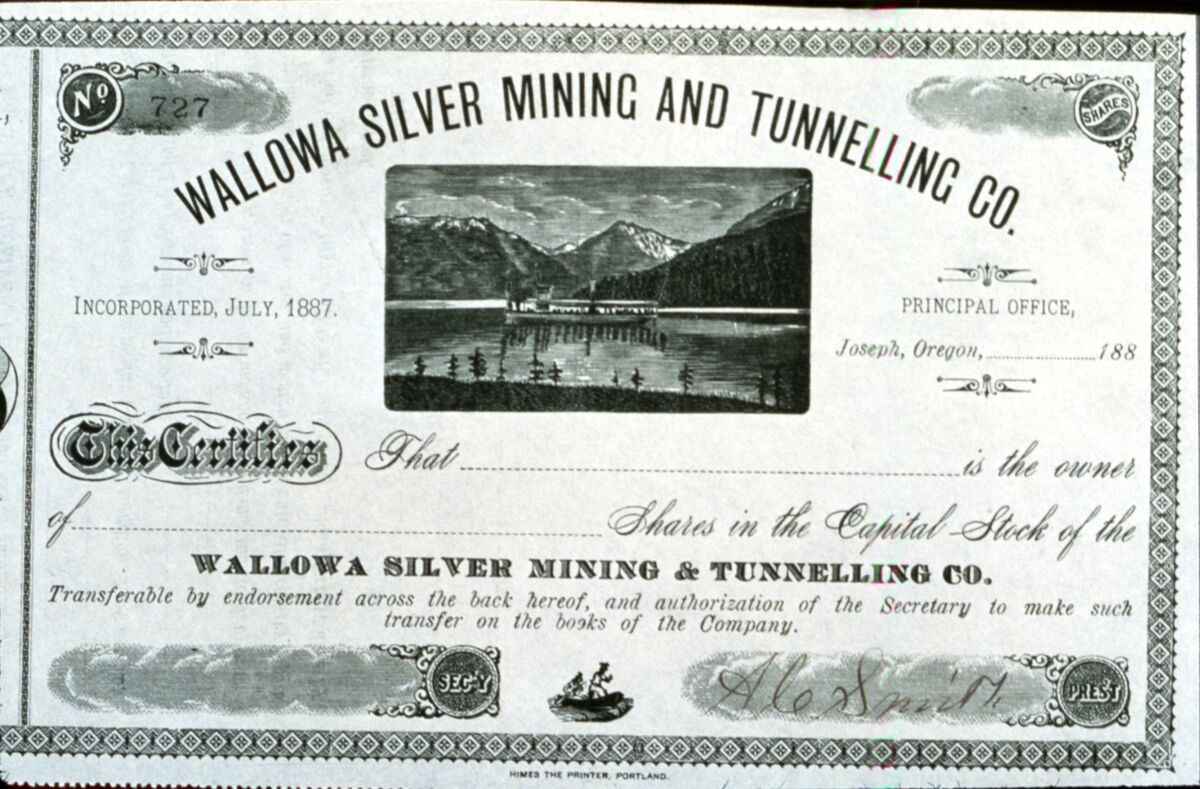 No
727
SHARES
WALLOWA SILVER MINING AND TUNNELLING CO.
INCORPORATED, JULY, 1887.
PRINCIPAL OFFICE,
Joseph, Oregon, 188
This Certifies That is the owner
of Shares in the Capital Stock of the
WALLOWA SILVER MINING & TUNNELLING CO.
Transferable by endorsement across the back hereof, and authorization of the Secretary to make such
transfer on the books of the Company.
SEC-Y
A C Smith
PREST
HIMES THE PRINTER, PORTLAND.